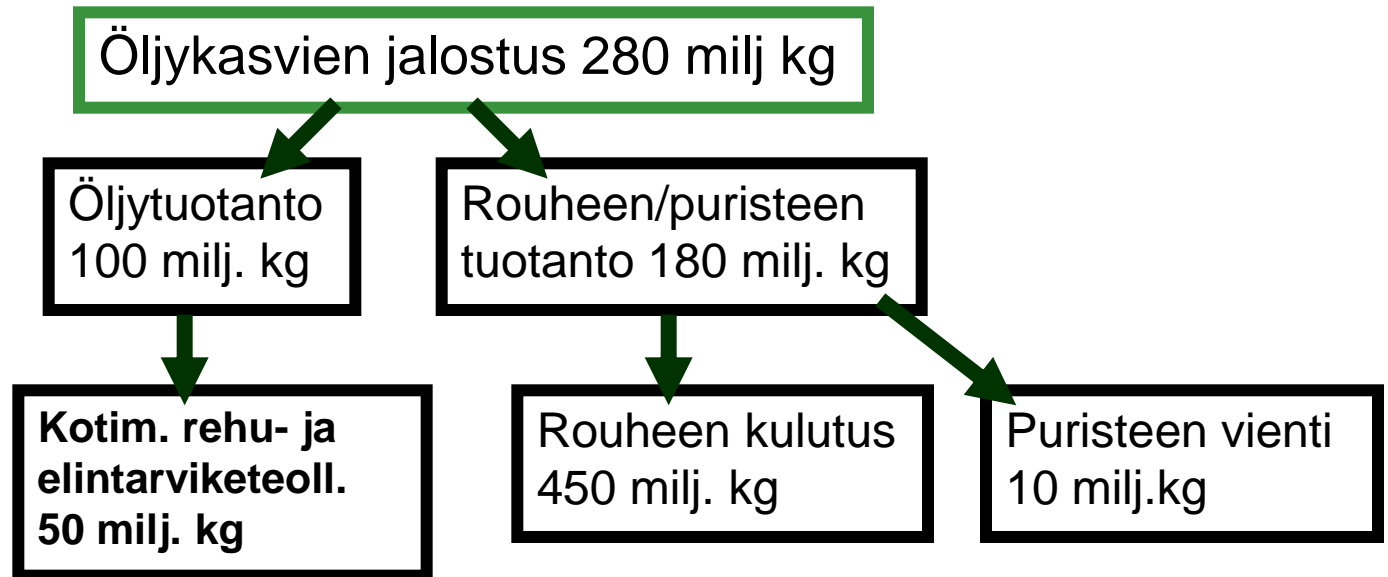 Öljykasvien jalostus 280 milj kg
Öljytuotanto
100 milj. kg
Rouheen/puristeen
tuotanto 180 milj. kg
Kotim. rehu- ja
elintarviketeoll.
50 milj. kg
Rouheen kulutus
450 milj. kg
Puristeen vienti
10 milj.kg